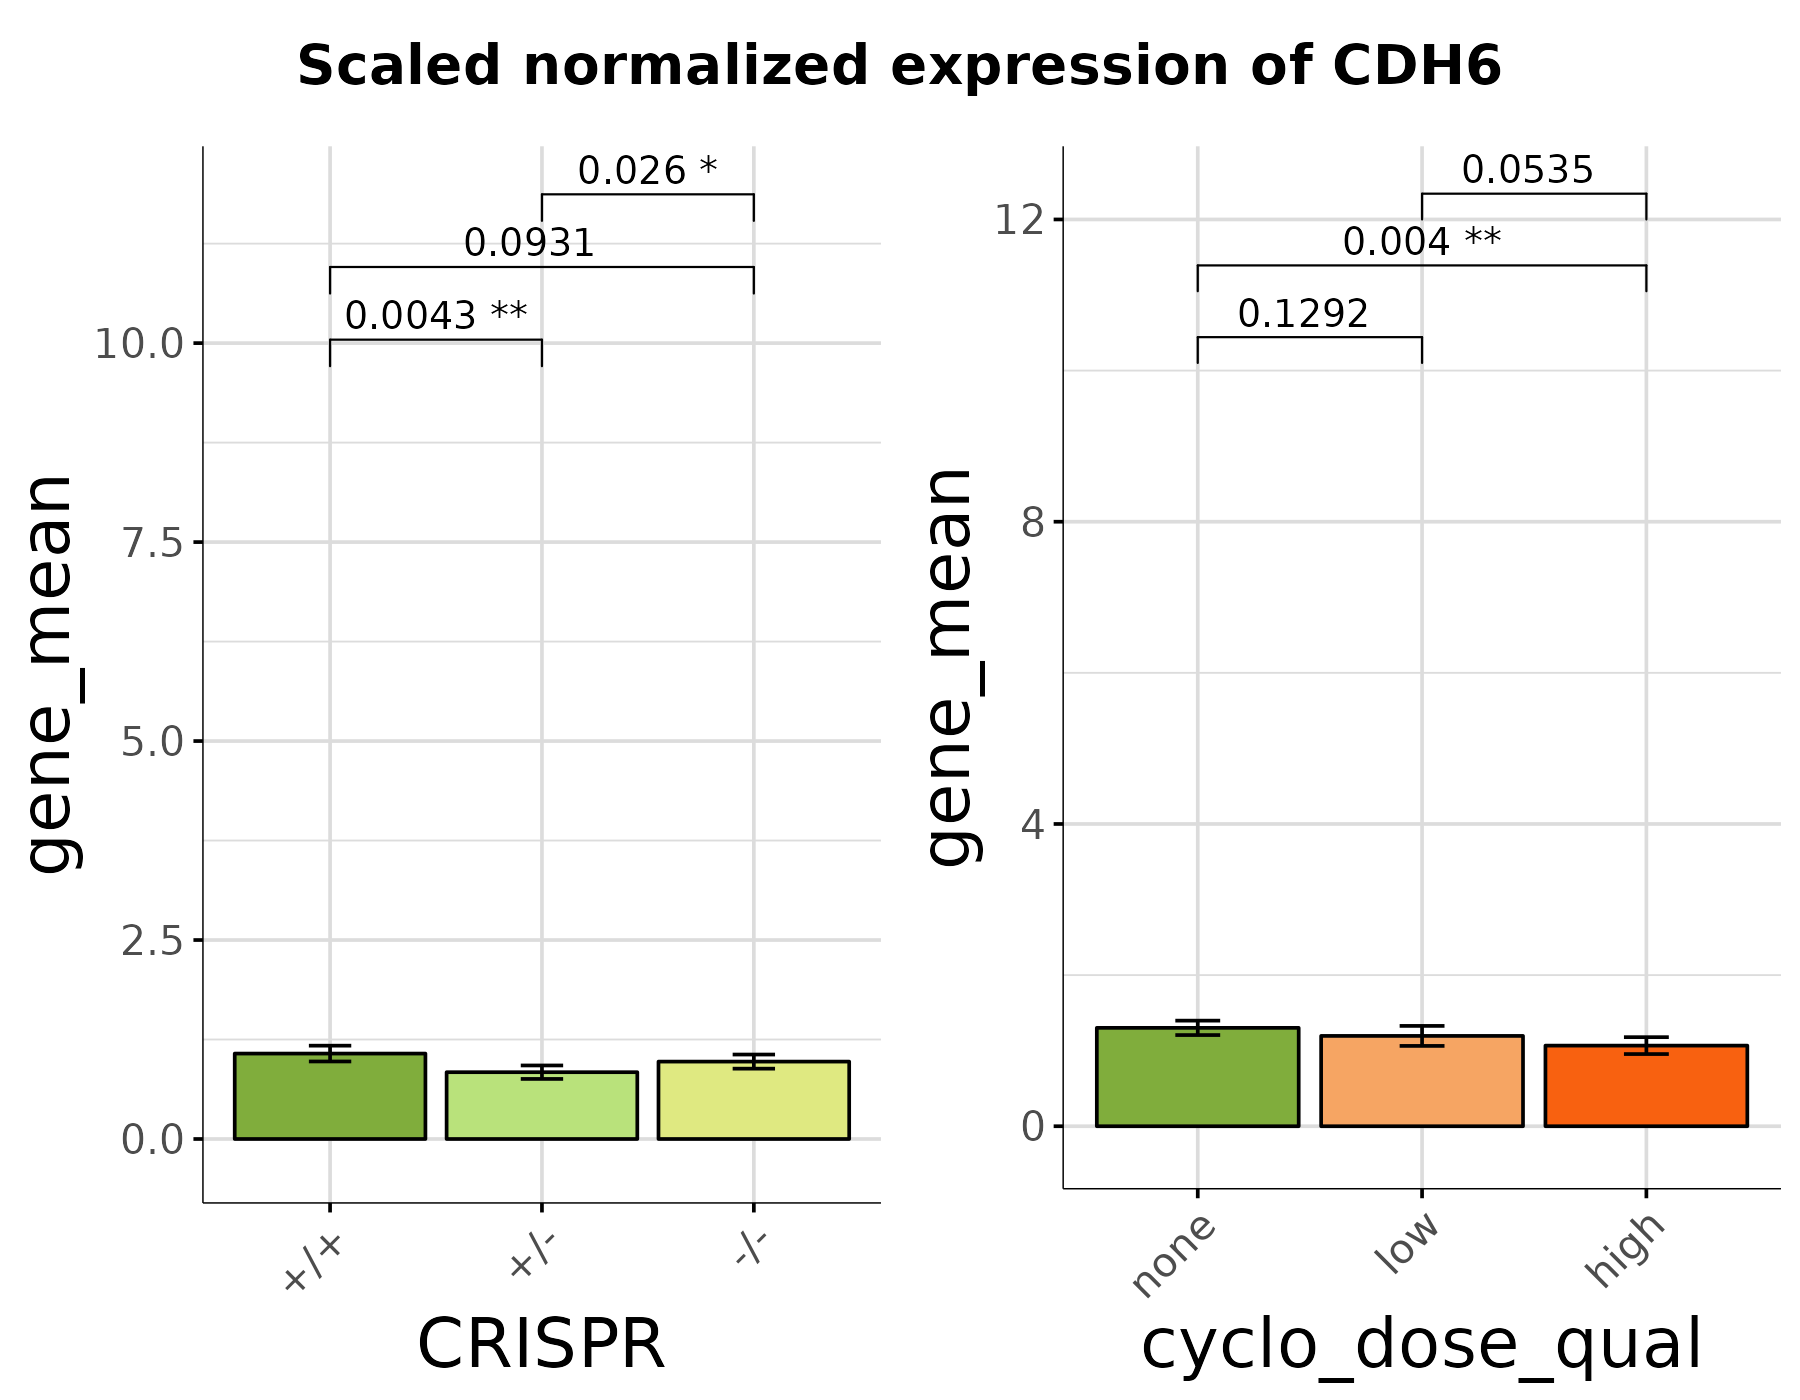 Scaled normalized expression of CDH6
gene_mean
10.0
7.5
5.0
2.5
0.0
0.026 *
0.0931
0.0043 **
+/+
+/-
-/-
CRISPR
gene_mean
12
8
4
0
0.0535
0.004 **
0.1292
none
low
high
cyclo_dose_qual